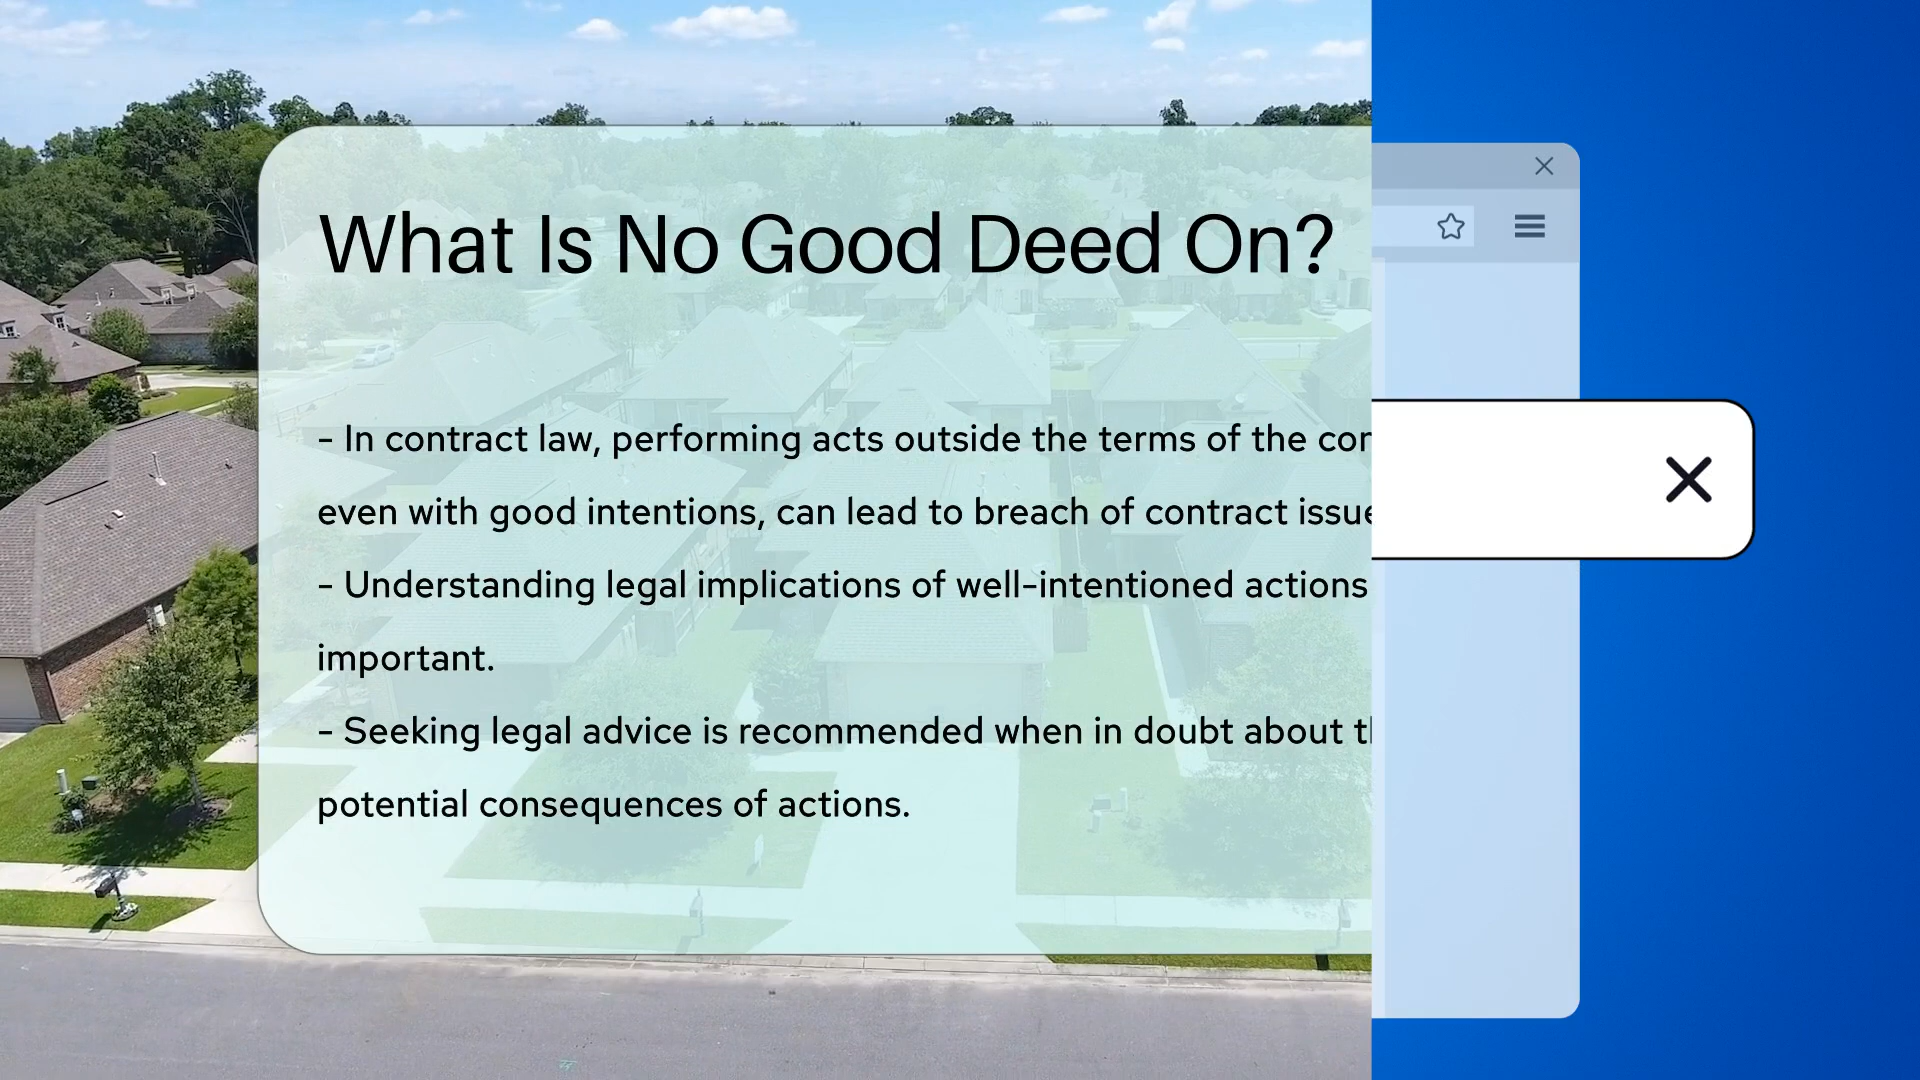 What Is No Good Deed On?
- In contract law, performing acts outside the terms of the
even with good intentions, can lead to breach of contract
- Understanding legal implications of well-intentioned actions
important.
- Seeking legal advice is recommended when in doubt about
potential consequences of actions.